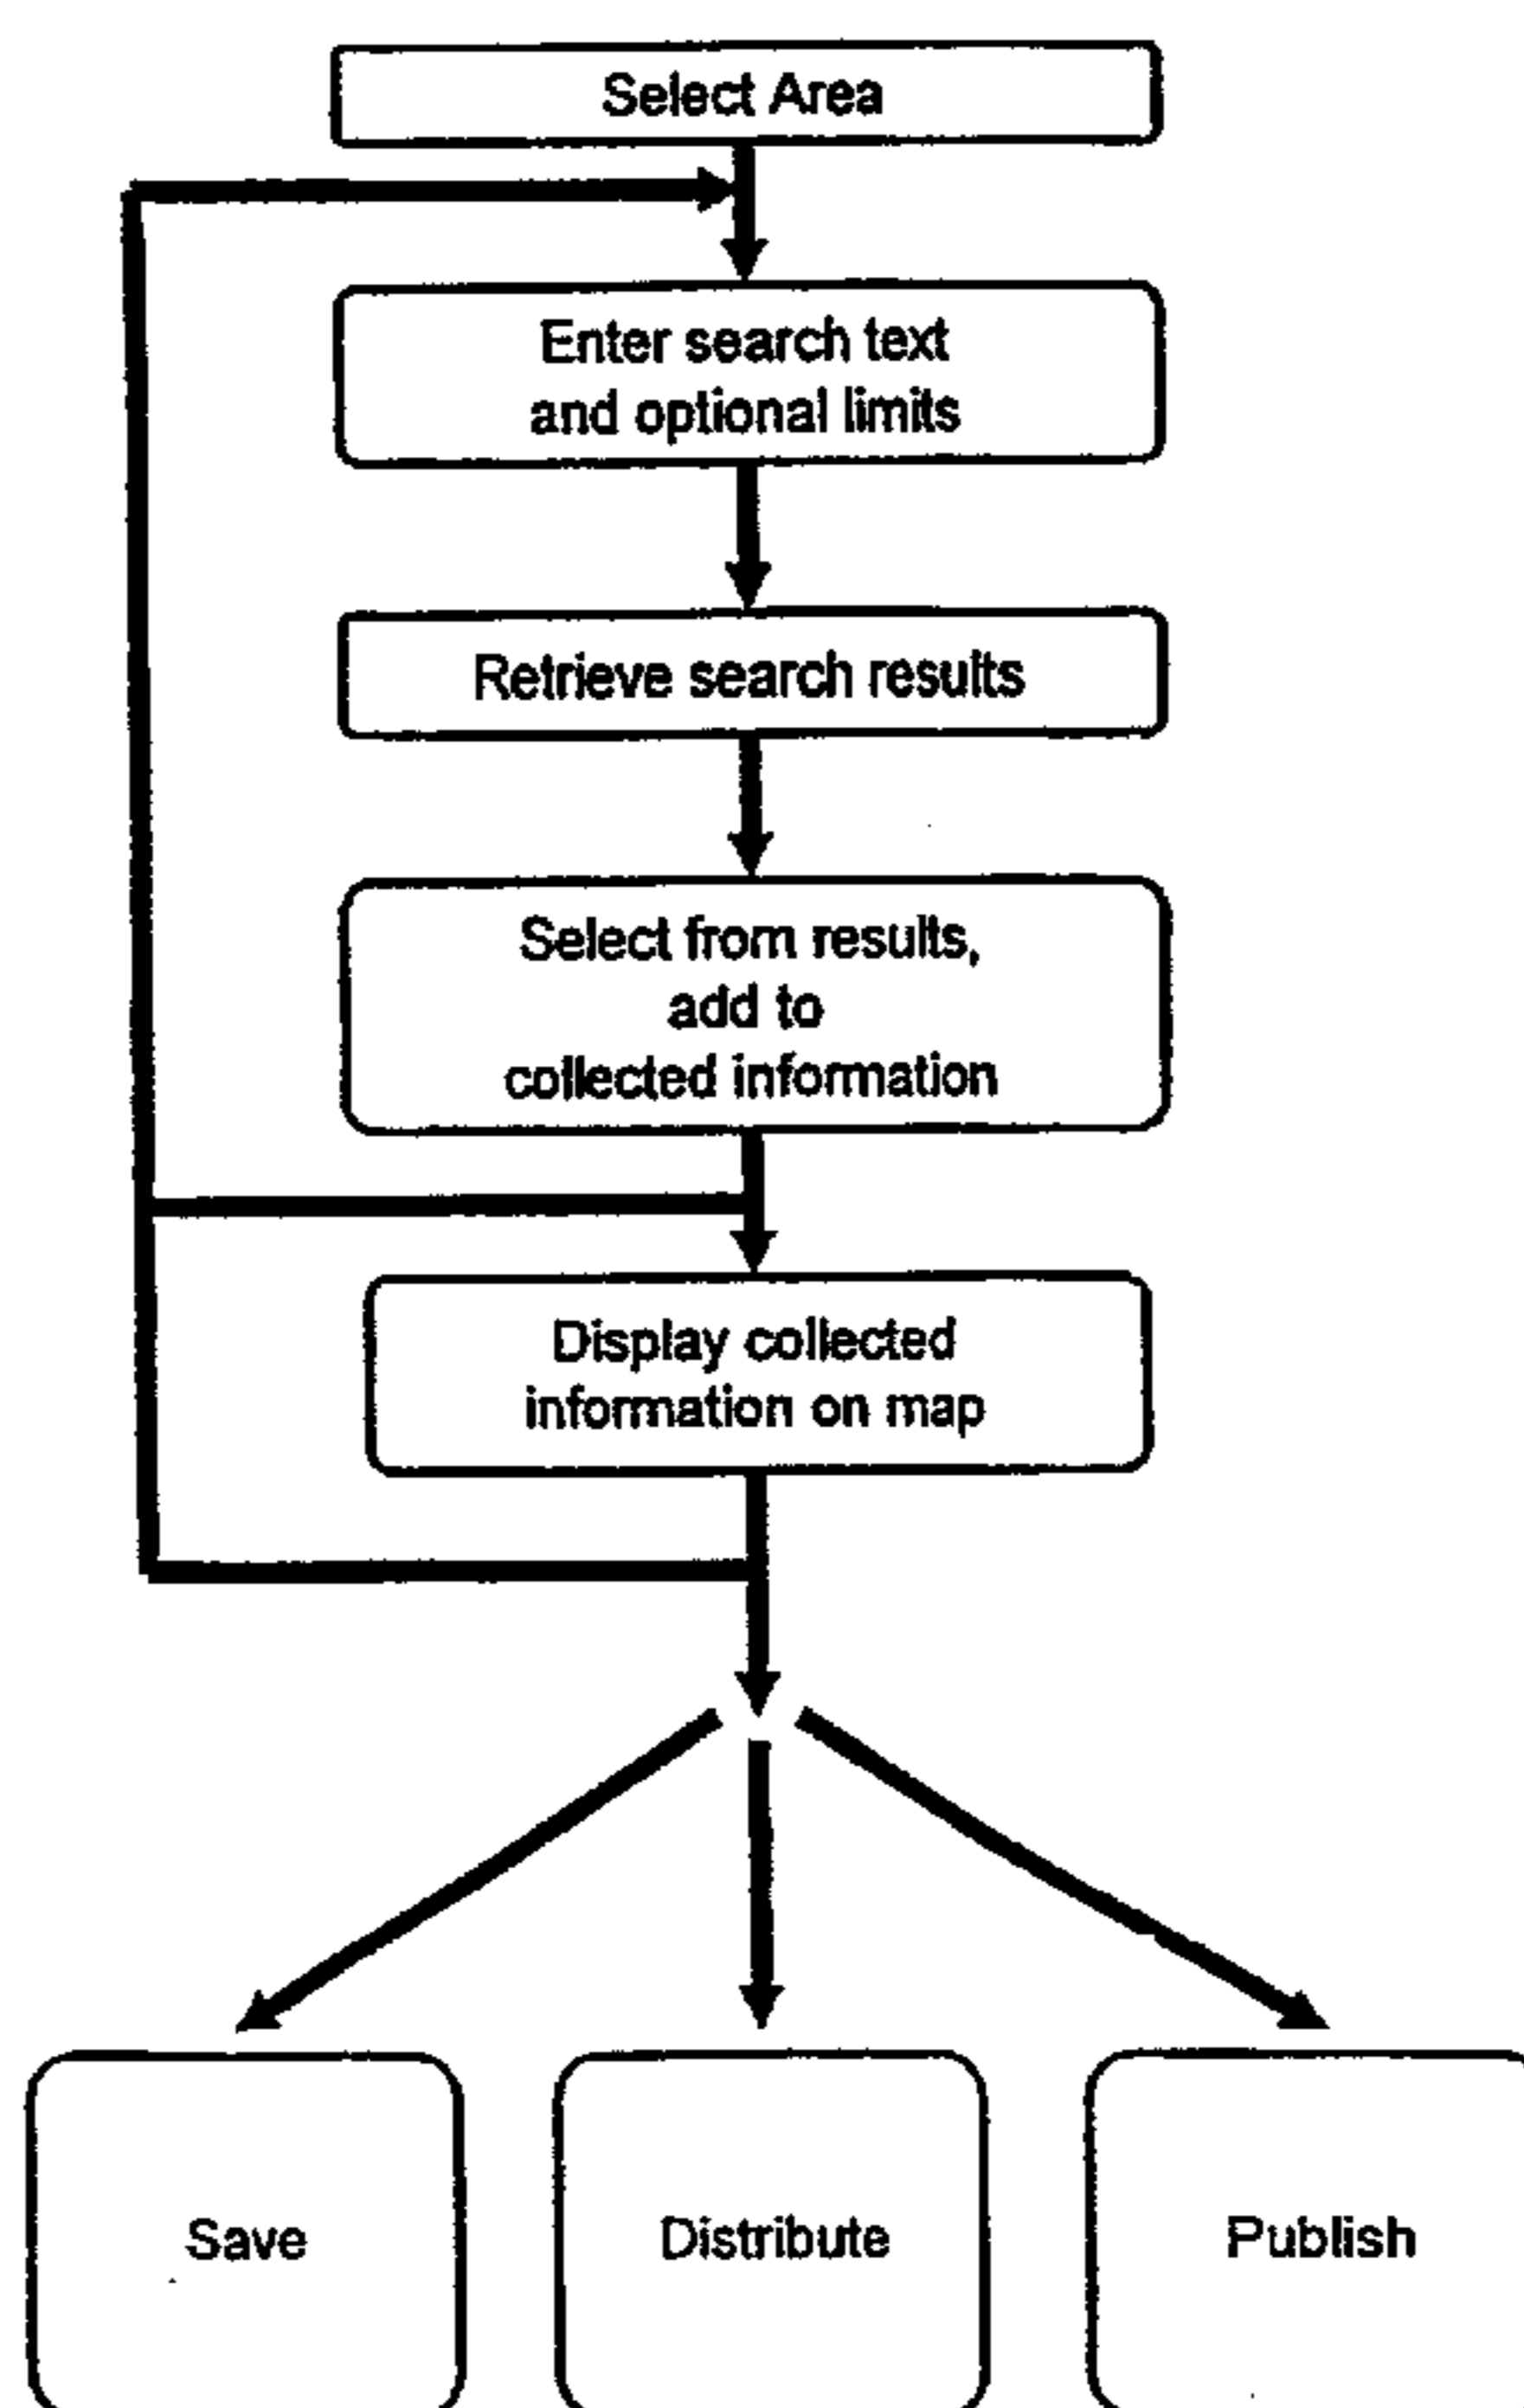 Select Area
Enter search text
and optional limits
Retrieve search results
Select from results,
add to
collected information
Display collected
information on map
Save
Distribute
Publish